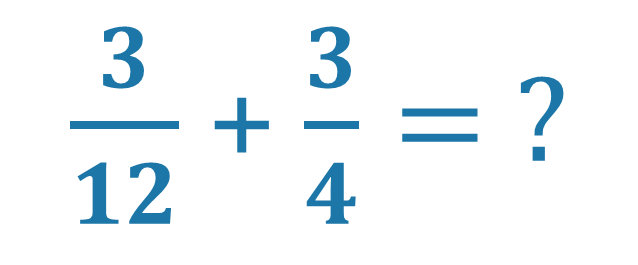 3/12 + 3/4 = ?